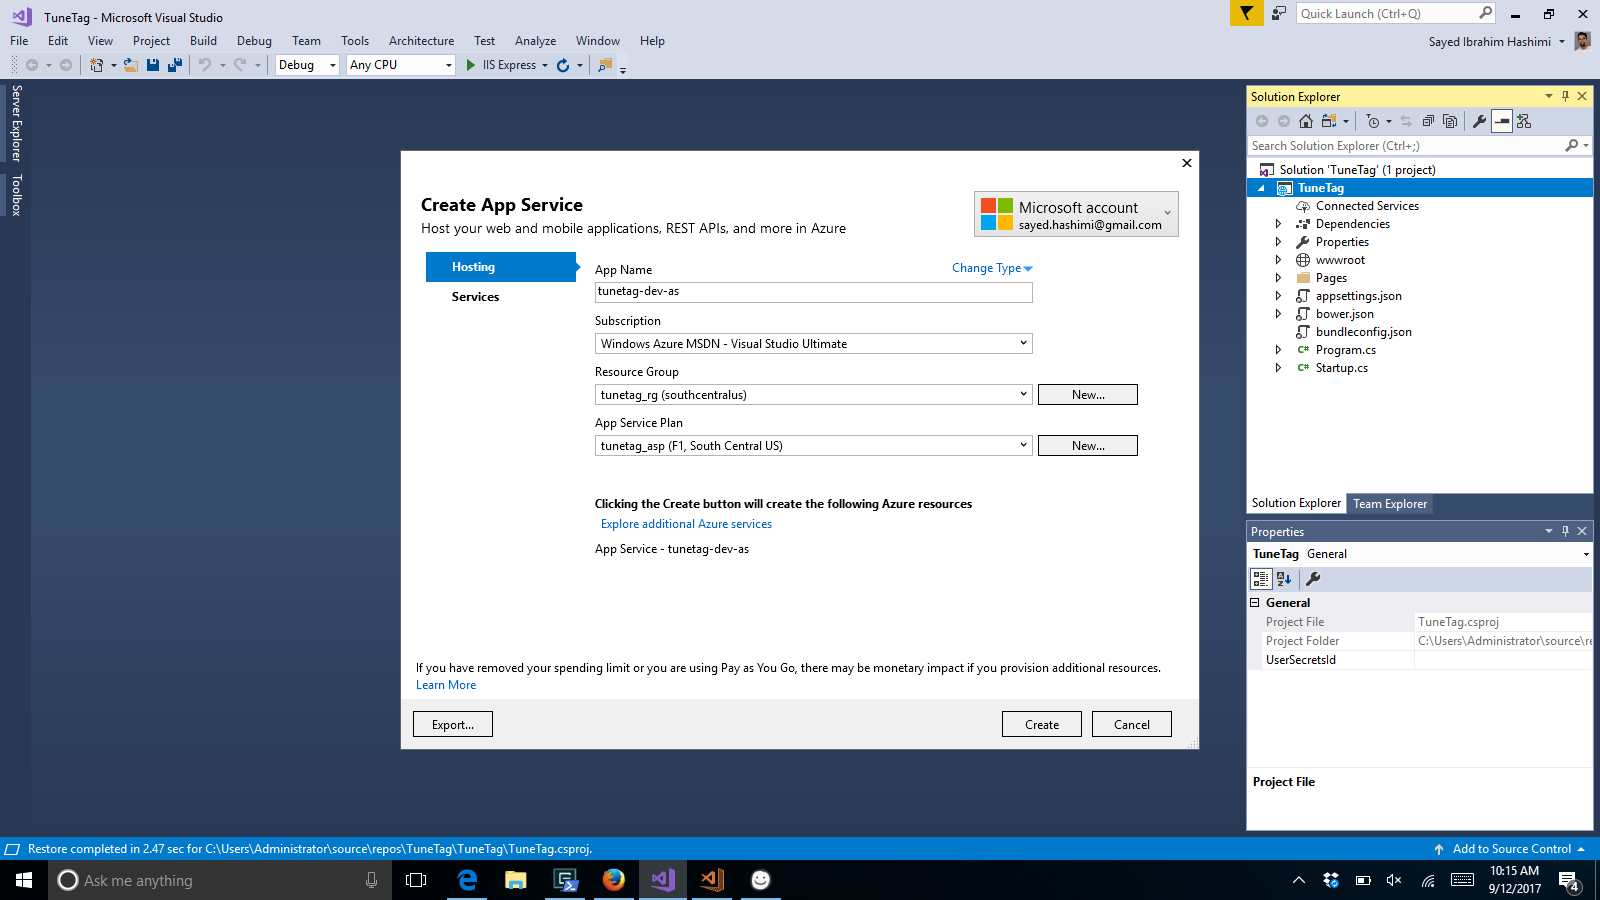 TuneTag - Microsoft Visual Studio
Quick Launch (Ctrl+Q)
File Edit View Project Build Debug Team Tools Architecture Test Analyze Window Help
Sayed Ibrahim Hashimi
Debug Any CPU IIS Express
Server Explorer
Toolbox
Create App Service
Host your web and mobile applications, REST APIs, and more in Azure
Microsoft account
sayed.hashimi@gmail.com
Hosting
Services
App Name
Change Type
tunetag-dev-as
Subscription
Windows Azure MSDN - Visual Studio Ultimate
Resource Group
tunetag_rg (southcentralus)
New...
App Service Plan
tunetag_asp (F1, South Central US)
New...
Clicking the Create button will create the following Azure resources
Explore additional Azure services
App Service - tunetag-dev-as
If you have removed your spending limit or you are using Pay as You Go, there may be monetary impact if you provision additional resources.
Learn More
Export...
Create
Cancel
Solution Explorer
Search Solution Explorer (Ctrl+;)
Solution 'TuneTag' (1 project)
TuneTag
Connected Services
Dependencies
Properties
wwwroot
Pages
appsettings.json
bower.json
bundleconfig.json
C# Program.cs
C# Startup.cs
Solution Explorer Team Explorer
Properties
TuneTag General
General
Project File TuneTag.csproj
Project Folder C:\Users\Administrator\source\re
UserSecretsId
Project File
Restore completed in 2.47 sec for C:\Users\Administrator\source\repos\TuneTag\TuneTag\TuneTag.csproj.
Add to Source Control
Ask me anything
10:15 AM
9/12/2017
4